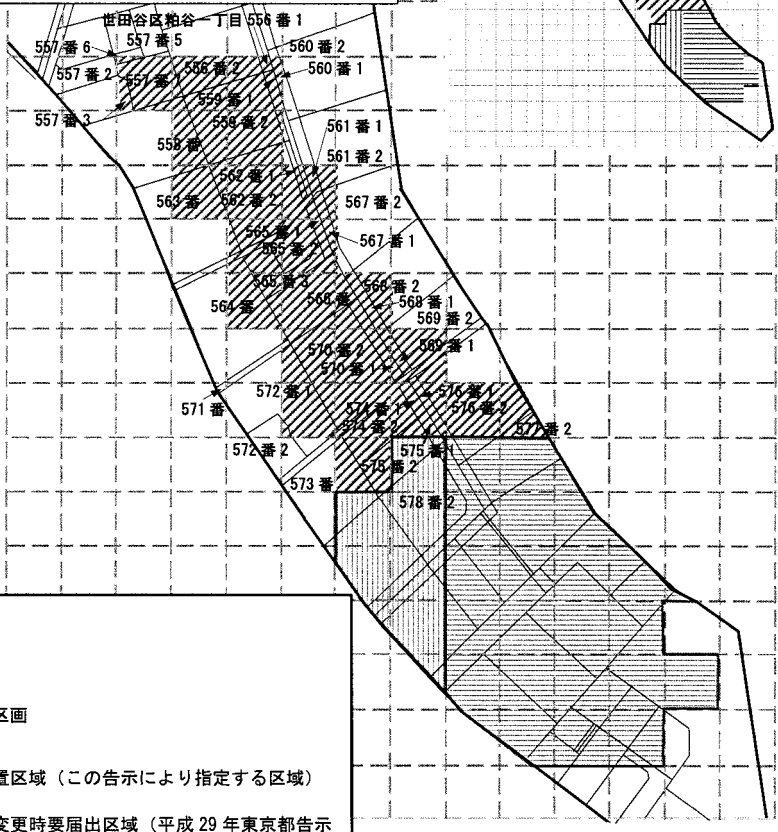 世田谷区粕谷一丁目 556 番 1
557 番 6
557 番 5
560 番 2
557 番 2
557 番 1
556 番 2
560 番 1
559 番 1
557 番 3
559 番 2
561 番 1
558 番
561 番 2
562 番 1
563 番
562 番 2
567 番 2
565 番 1
565 番 2
567 番 1
565 番 3
568 番 2
564 番
566 番
568 番 1
569 番 2
570 番 2
569 番 1
570 番 1
572 番 1
576 番 1
571 番
574 番 1
576 番 2
574 番 2
577 番 2
572 番 2
575 番 1
575 番 2
573 番
578 番 2
区画
置区域（この告示により指定する区域）
変更時要届出区域（平成 29 年東京都告示